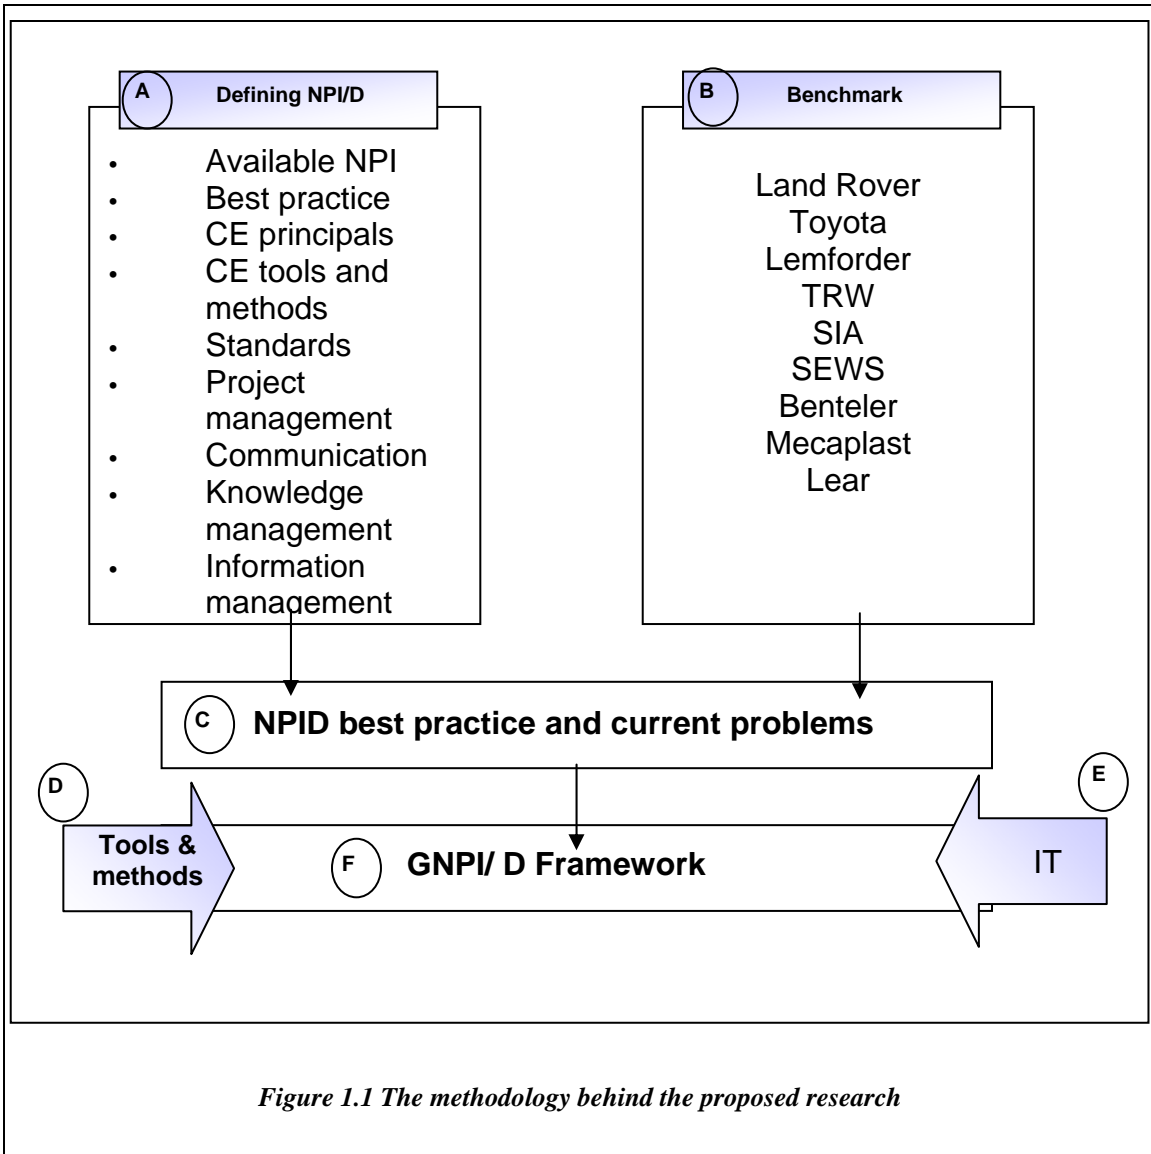 A
Defining NPI/D
• Available NPI
• Best practice
• CE principals
• CE tools and
methods
• Standards
• Project
management
• Communication
• Knowledge
management
• Information
management
B
Benchmark
Land Rover
Toyota
Lemforder
TRW
SIA
SEWS
Benteler
Mecaplast
Lear
C
NPID best practice and current problems
D
Tools &
methods
F
GNPI/ D Framework
E
IT
Figure 1.1 The methodology behind the proposed research